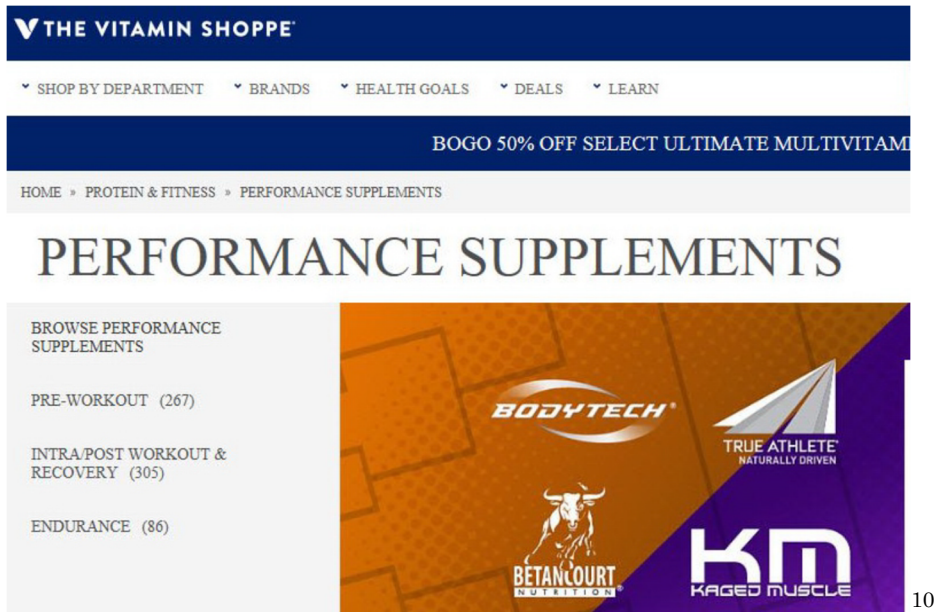 THE VITAMIN SHOPPE
SHOP BY DEPARTMENT BRANDS HEALTH GOALS DEALS LEARN
BOGO 50% OFF SELECT ULTIMATE MULTIVITAMI
HOME » PROTEIN & FITNESS » PERFORMANCE SUPPLEMENTS
PERFORMANCE SUPPLEMENTS
BROWSE PERFORMANCE
SUPPLEMENTS
PRE-WORKOUT (267)
INTRA/POST WORKOUT &
RECOVERY (305)
ENDURANCE (86)
BODYTECH®
TRUE ATHLETE®
NATURALLY DRIVEN
BETANCOURT
NUTRITION®
KM
KAGED MUSCLE
10